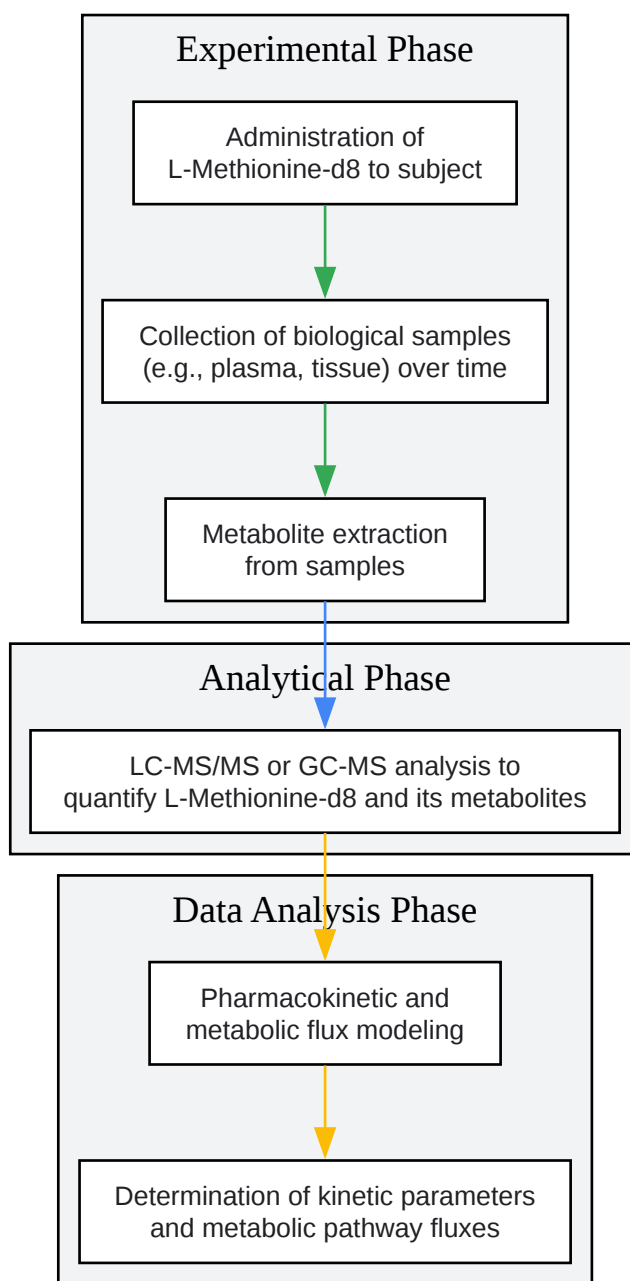 Experimental Phase
Administration of
L-Methionine-d8 to subject
Collection of biological samples
(e.g., plasma, tissue) over time
Metabolite extraction
from samples
Analytical Phase
LC-MS/MS or GC-MS analysis to
quantify L-Methionine-d8 and its metabolites
Data Analysis Phase
Pharmacokinetic and
metabolic flux modeling
Determination of kinetic parameters
and metabolic pathway fluxes